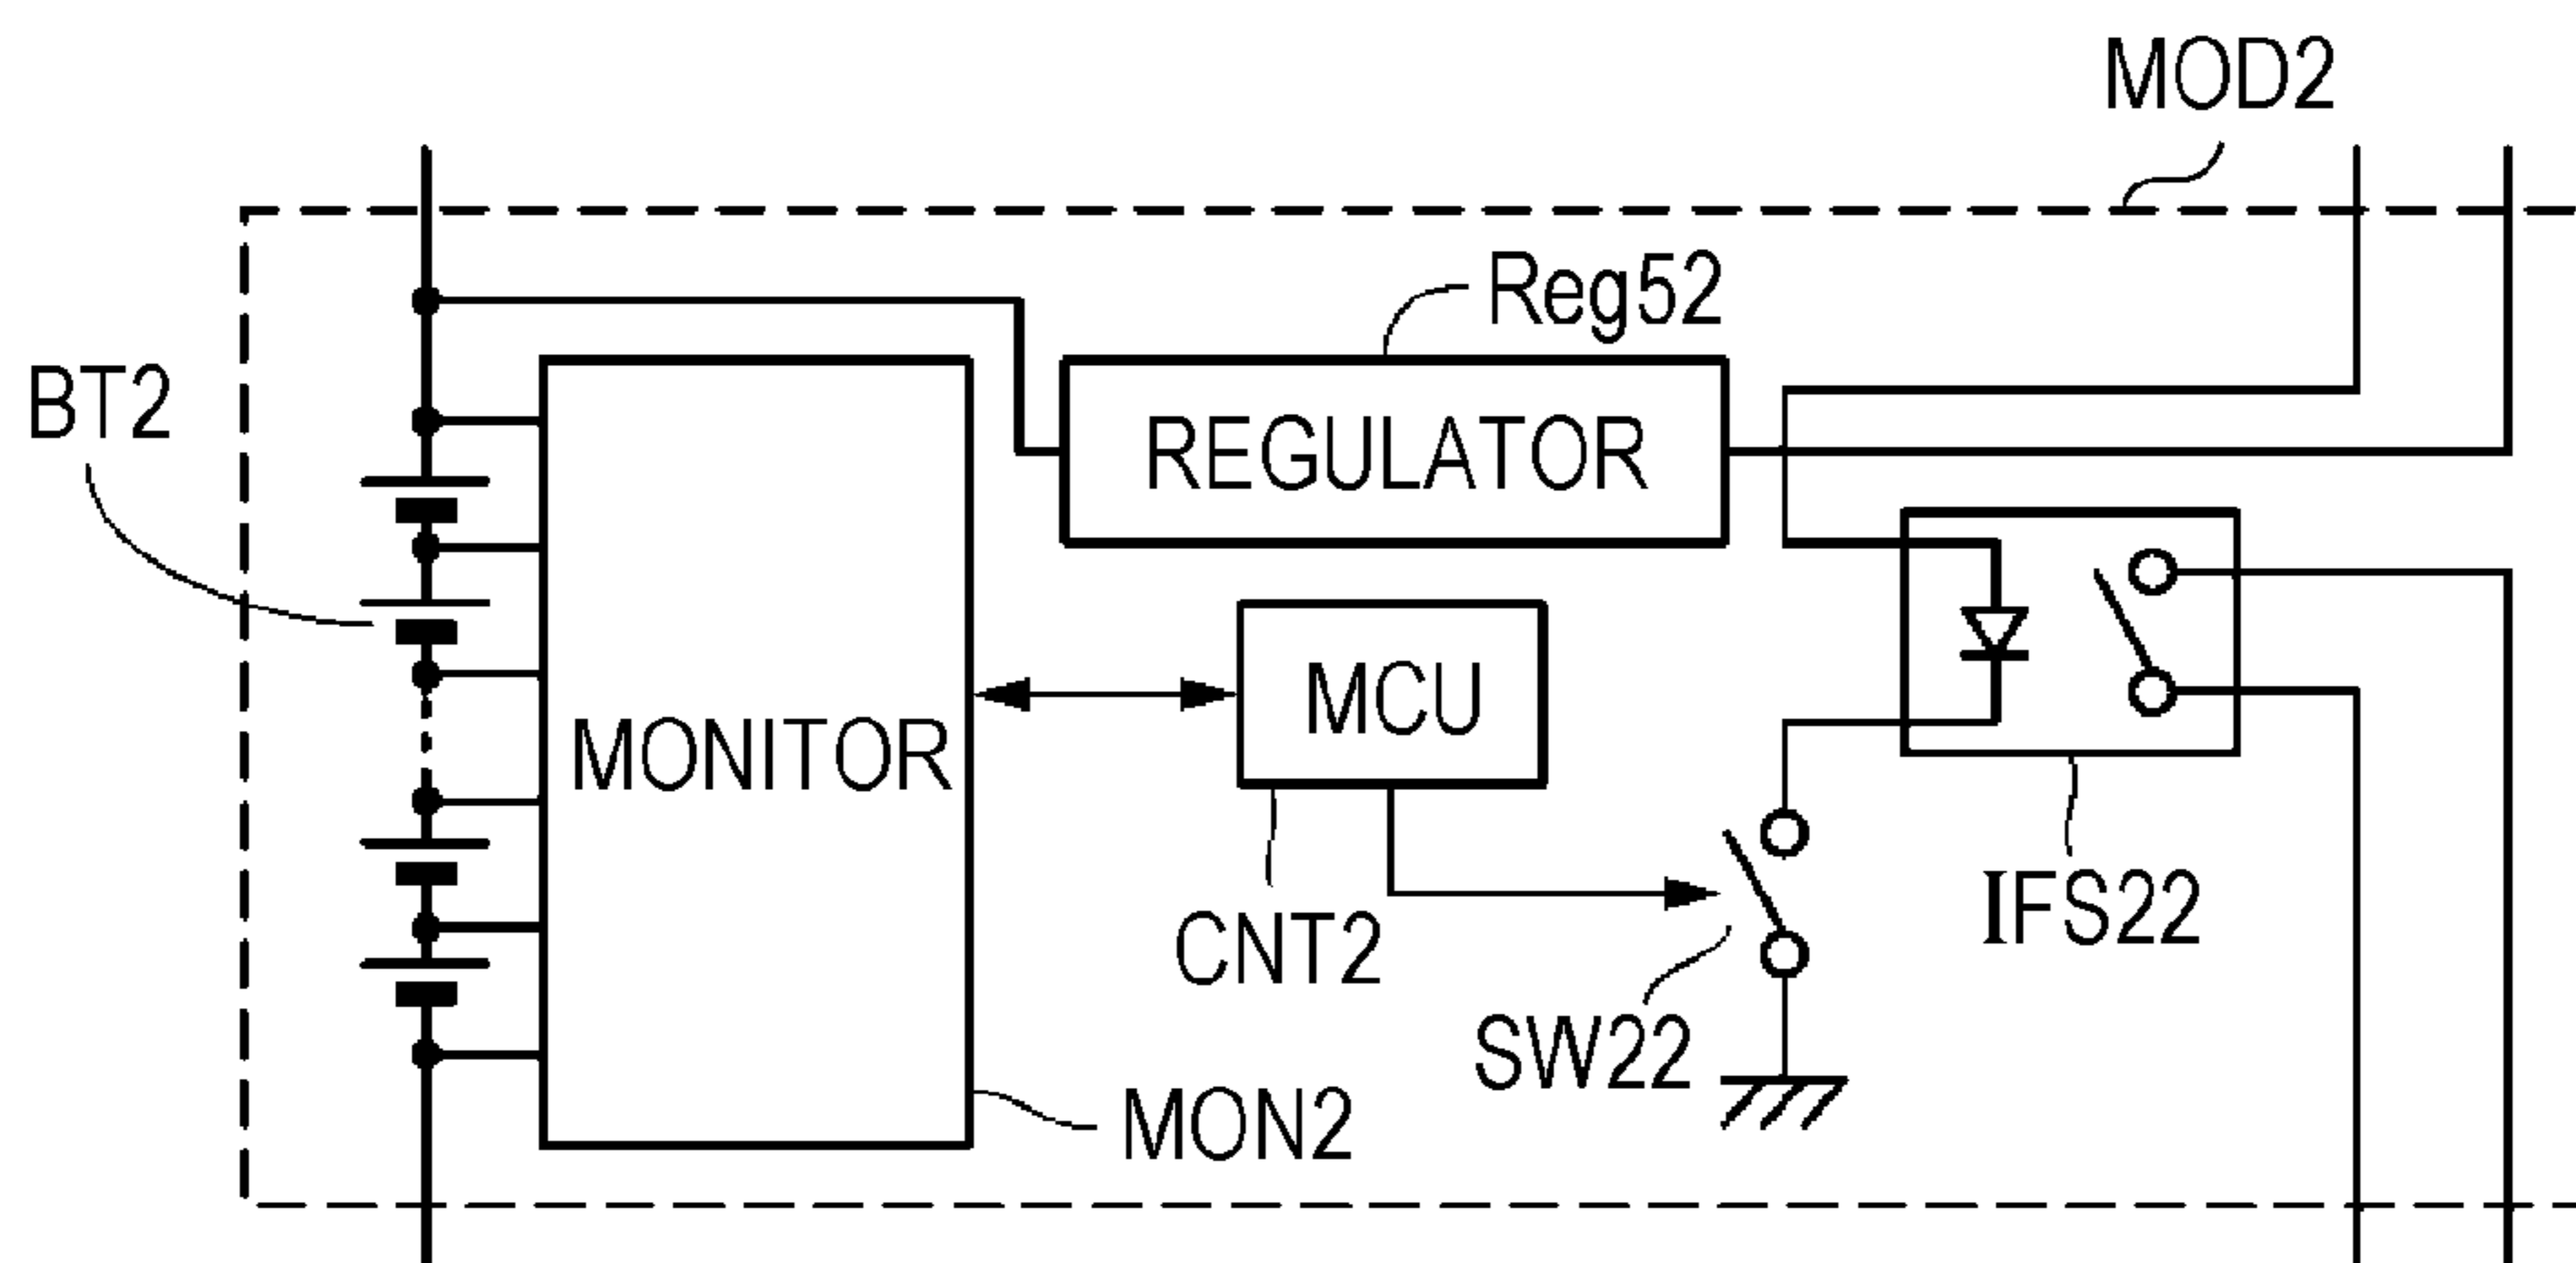 MOD2
Reg52
BT2
REGULATOR
MCU
MONITOR
IFS22
CNT2
SW22
MON2